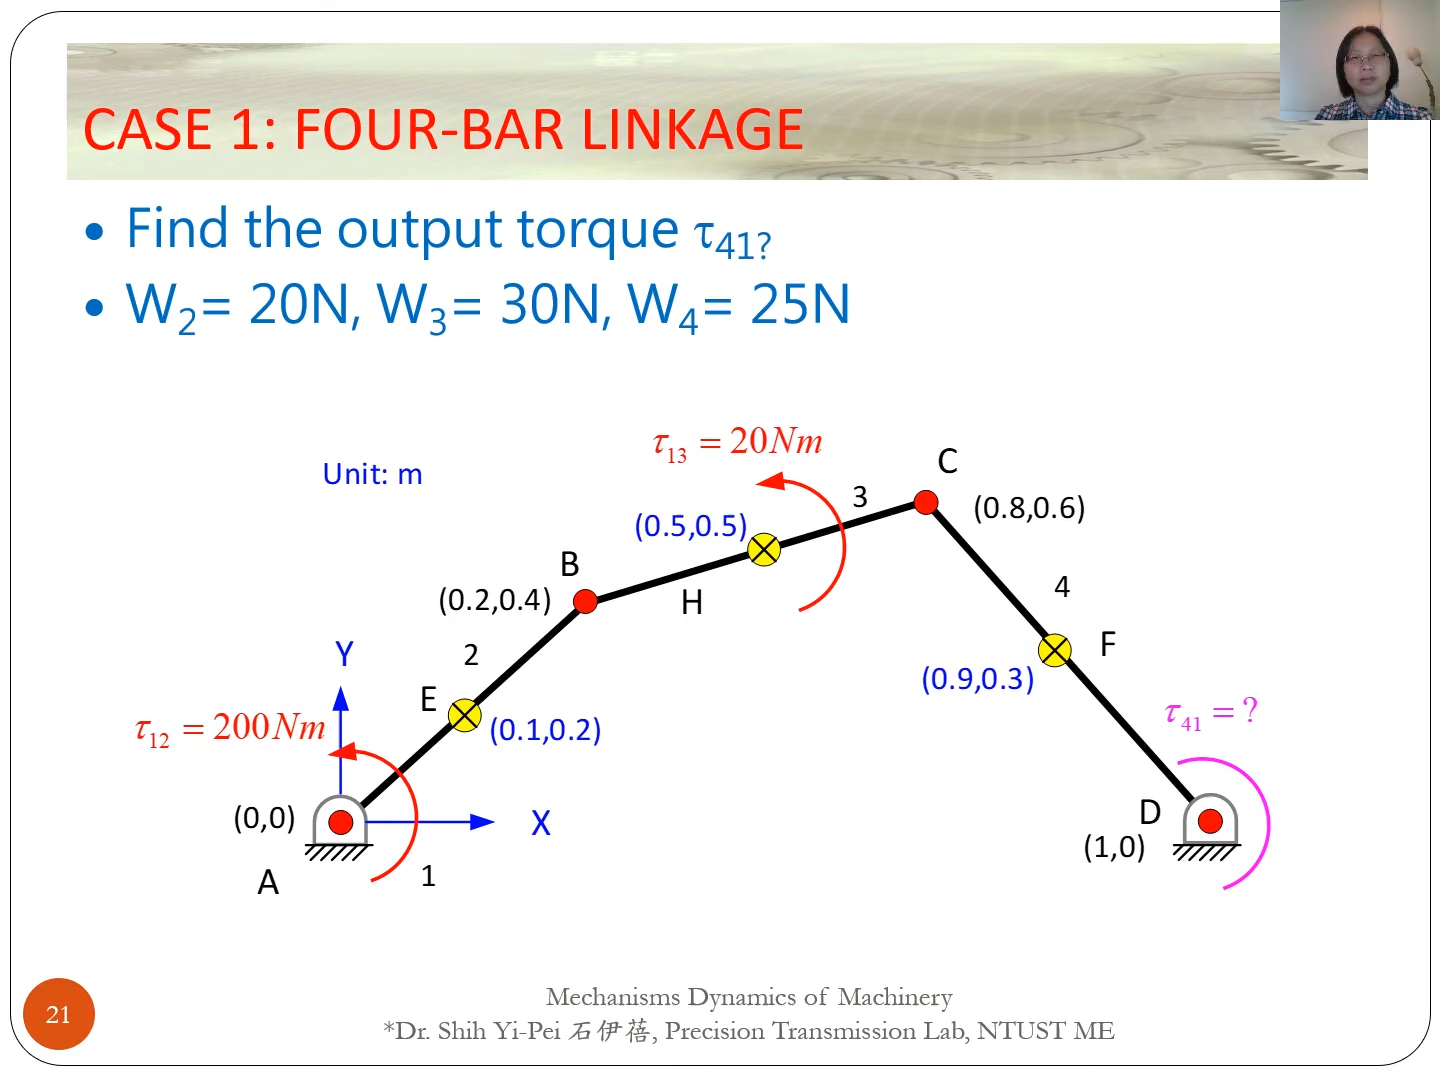 CASE 1: FOUR-BAR LINKAGE
• Find the output torque τ41?
• W2= 20N, W3= 30N, W4= 25N
τ13 = 20Nm
Unit: m
C
3
(0.8,0.6)
(0.5,0.5)
B
H
(0.2,0.4)
4
Y
2
F
E
(0.9,0.3)
τ12 = 200Nm
(0.1,0.2)
τ41 = ?
(0,0)
X
D
(1,0)
A
1
21
Mechanisms Dynamics of Machinery
*Dr. Shih Yi-Pei 石伊蓓, Precision Transmission Lab, NTUST ME